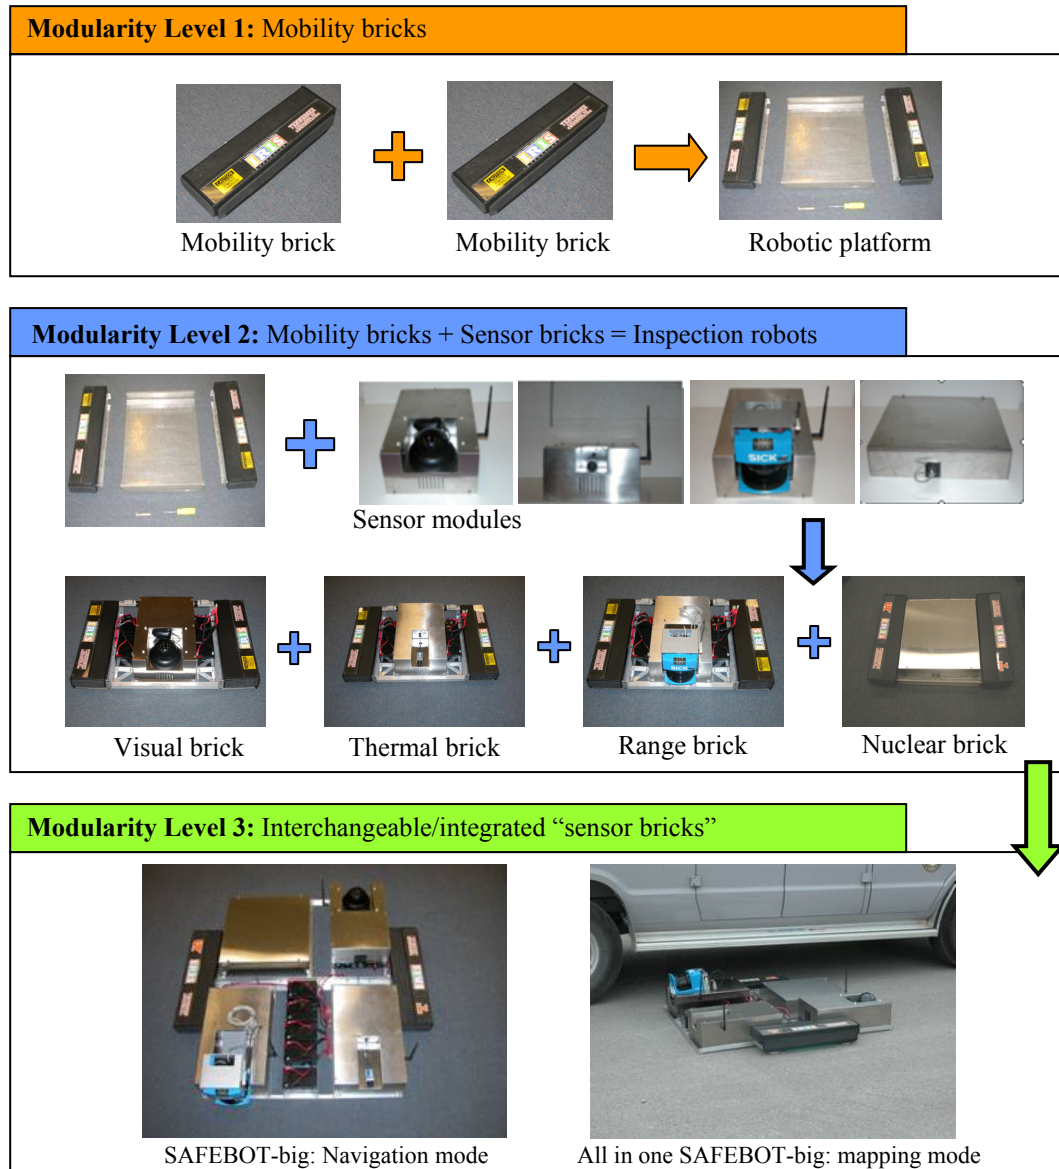 Modularity Level 1: Mobility bricks
Mobility brick
Mobility brick
Robotic platform
Modularity Level 2: Mobility bricks + Sensor bricks = Inspection robots
SICK
Sensor modules
SICK
Visual brick
Thermal brick
Range brick
Nuclear brick
Modularity Level 3: Interchangeable/integrated “sensor bricks”
SAFEBOT-big: Navigation mode
All in one SAFEBOT-big: mapping mode